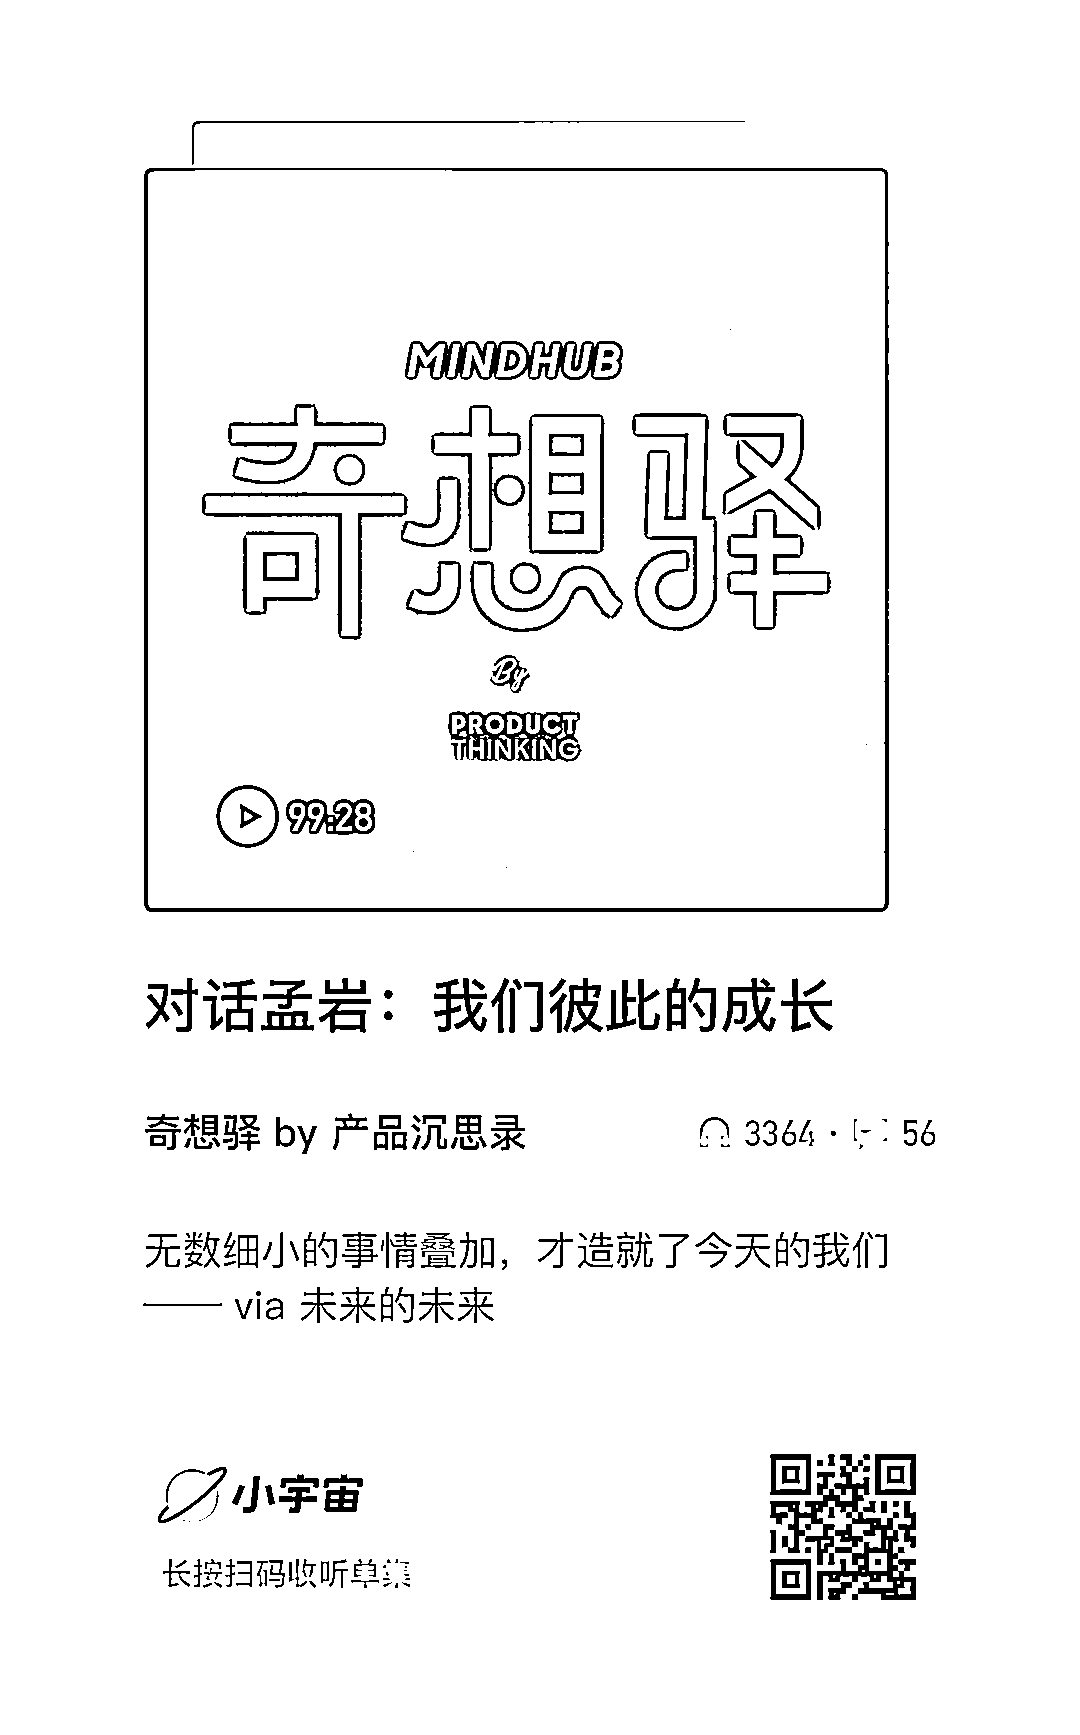 MINDHUB
奇想驿
By
PRODUCT
THINKING
99:28
对话孟岩：我们彼此的成长
奇想驿 by 产品沉思录
3364 · 56
无数细小的事情叠加，才造就了今天的我们
—— via 未来的未来
小宇宙
长按扫码收听单集